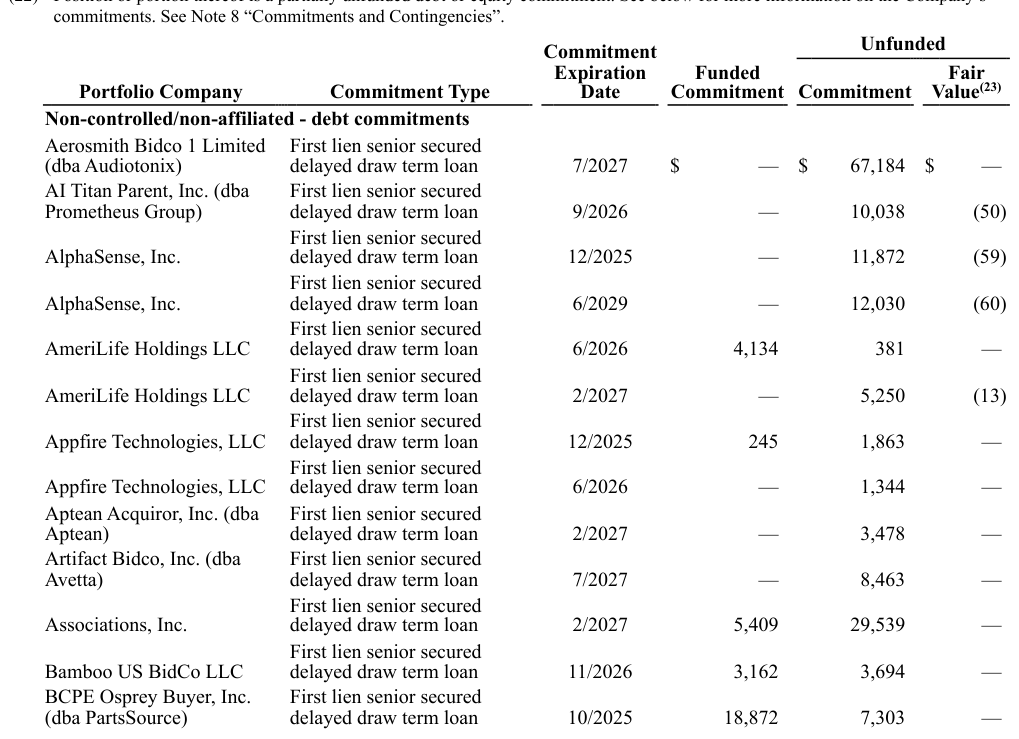 commitments. See Note 8 “Commitments and Contingencies”.
Unfunded
Commitment
Expiration Funded Fair
Portfolio Company Commitment Type Date Commitment Commitment Value(23)
Non-controlled/non-affiliated - debt commitments
Aerosmith Bidco 1 Limited First lien senior secured
(dba Audiotonix) delayed draw term loan 7/2027 $ — $ 67,184 $ —
AI Titan Parent, Inc. (dba First lien senior secured
Prometheus Group) delayed draw term loan 9/2026 — 10,038 (50)
First lien senior secured
AlphaSense, Inc. delayed draw term loan 12/2025 — 11,872 (59)
First lien senior secured
AlphaSense, Inc. delayed draw term loan 6/2029 — 12,030 (60)
First lien senior secured
AmeriLife Holdings LLC delayed draw term loan 6/2026 4,134 381 —
First lien senior secured
AmeriLife Holdings LLC delayed draw term loan 2/2027 — 5,250 (13)
First lien senior secured
Appfire Technologies, LLC delayed draw term loan 12/2025 245 1,863 —
First lien senior secured
Appfire Technologies, LLC delayed draw term loan 6/2026 — 1,344 —
Aptean Acquiror, Inc. (dba First lien senior secured
Aptean) delayed draw term loan 2/2027 — 3,478 —
Artifact Bidco, Inc. (dba First lien senior secured
Avetta) delayed draw term loan 7/2027 — 8,463 —
First lien senior secured
Associations, Inc. delayed draw term loan 2/2027 5,409 29,539 —
First lien senior secured
Bamboo US BidCo LLC delayed draw term loan 11/2026 3,162 3,694 —
BCPE Osprey Buyer, Inc. First lien senior secured
(dba PartsSource) delayed draw term loan 10/2025 18,872 7,303 —